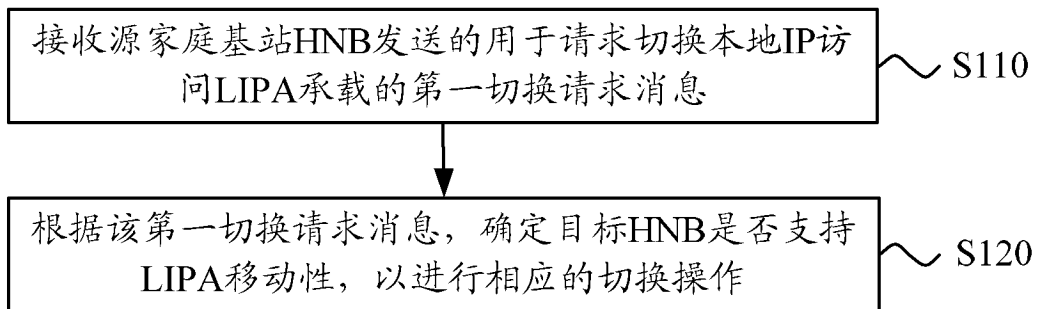 接收源家庭基站HNB发送的用于请求切换本地IP访
问LIPA承载的第一切换请求消息
S110
根据该第一切换请求消息，确定目标HNB是否支持
LIPA移动性，以进行相应的切换操作
S120